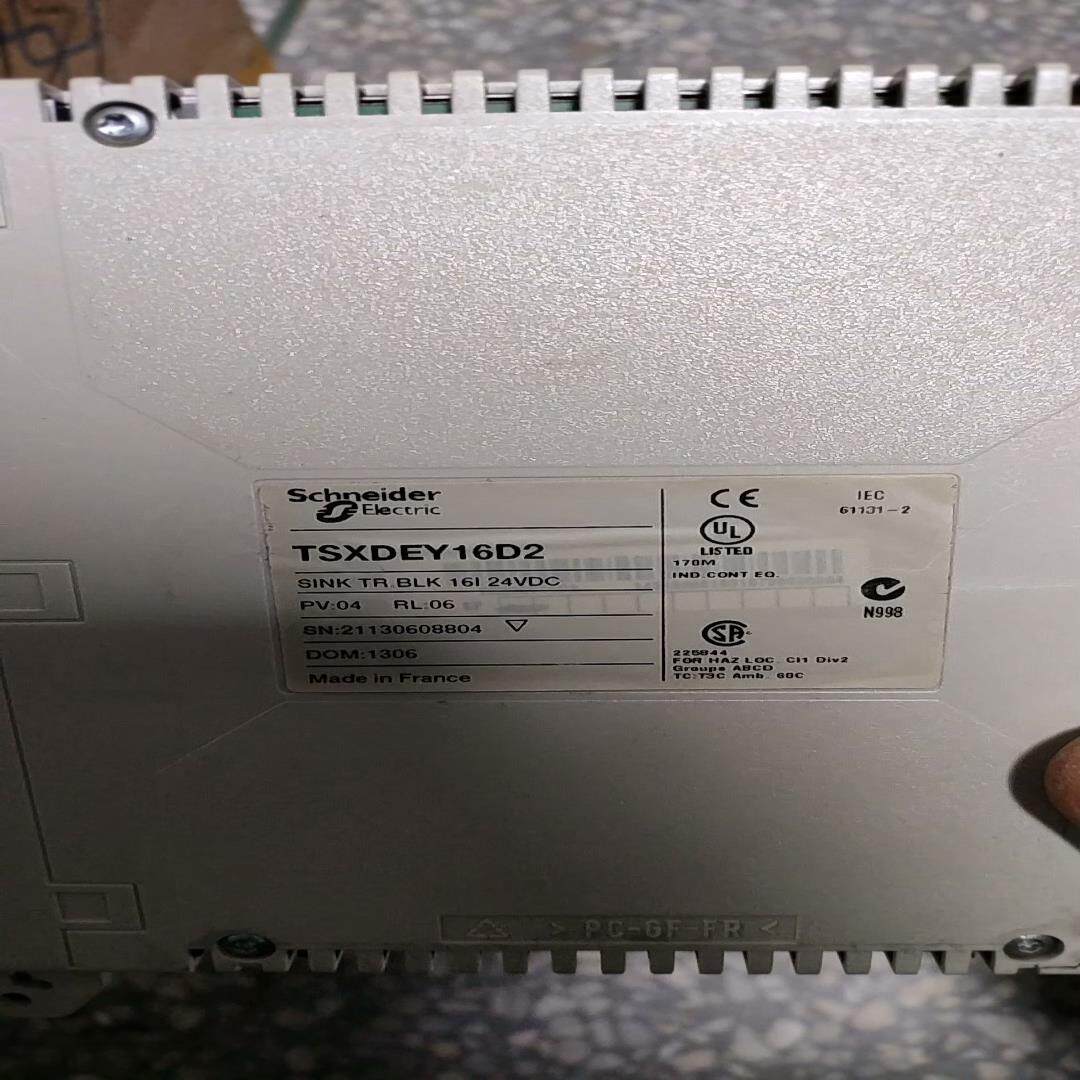 Schneider
Electric
TSXDEY16D2
SINK TR.BLK 16I 24VDC
PV:04 RL:06
SN:21130608804
DOM:1306
Made in France
CE
IEC
61131-2
UL
LISTED
170M
IND.CONT EQ.
N998
SA
225844
FOR HAZ LOC. Cl1 Div2
Groups ABCD
TC:T3C Amb. 60C
> PC-GF-FR <